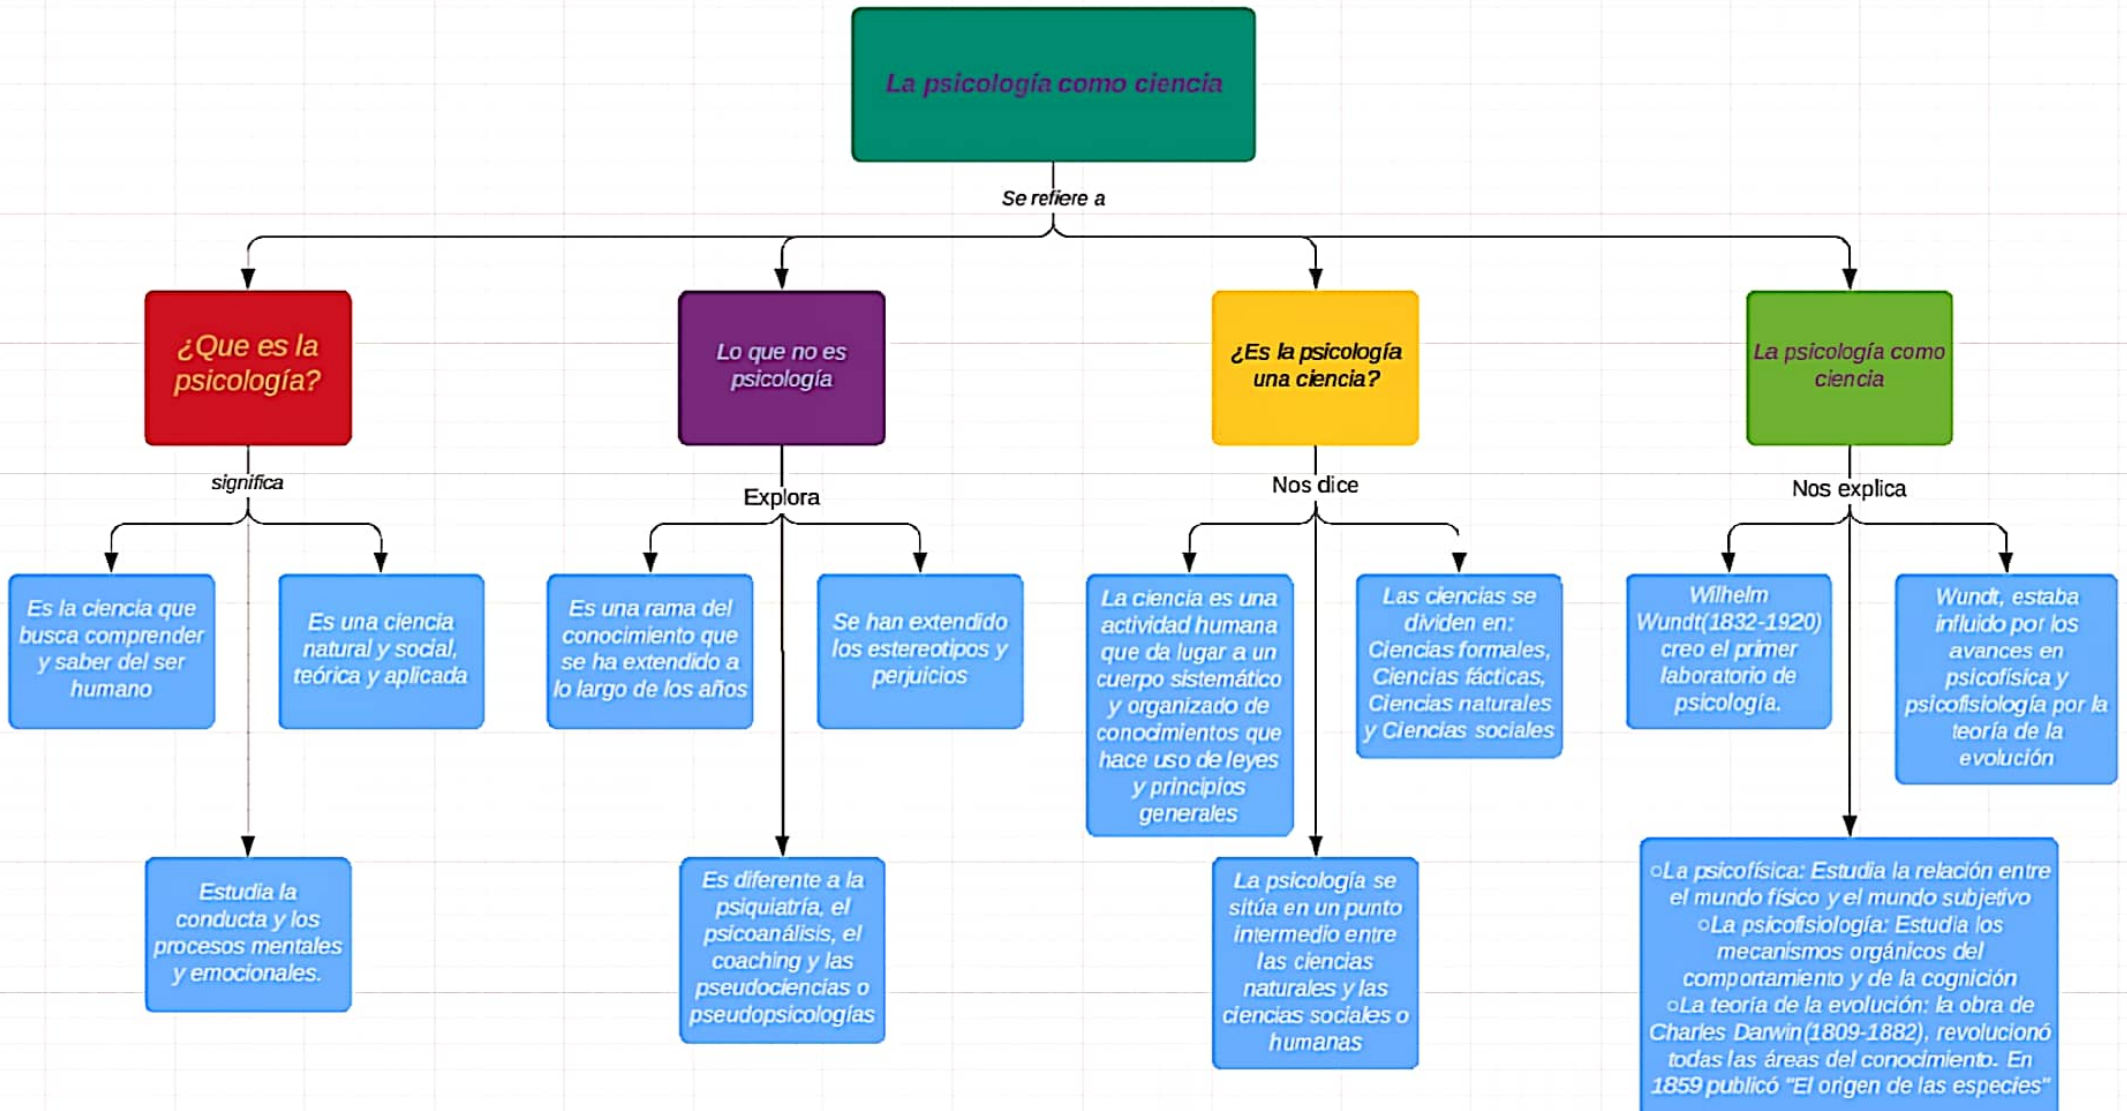 La psicología como ciencia
Se refiere a
¿Que es la
psicología?
Lo que no es
psicología
¿Es la psicología
una ciencia?
La psicología como
ciencia
significa
Explora
Nos dice
Nos explica
Es la ciencia que
busca comprender
y saber del ser
humano
Es una ciencia
natural y social,
teórica y aplicada
Es una rama del
conocimiento que
se ha extendido a
lo largo de los años
Se han extendido
los estereotipos y
perjuicios
La ciencia es una
actividad humana
que da lugar a un
cuerpo sistemático
y organizado de
conocimientos que
hace uso de leyes
y principios
generales
Las ciencias se
dividen en:
Ciencias formales,
Ciencias fácticas,
Ciencias naturales
y Ciencias sociales
Wilhelm
Wundt(1832-1920)
creo el primer
laboratorio de
psicología.
Wundt, estaba
influido por los
avances en
psicofísica y
psicofisiología por la
teoría de la
evolución
Estudia la
conducta y los
procesos mentales
y emocionales.
Es diferente a la
psiquiatría, el
psicoanálisis, el
coaching y las
pseudociencias o
pseudopsicologías
La psicología se
sitúa en un punto
intermedio entre
las ciencias
naturales y las
ciencias sociales o
humanas
○La psicofísica: Estudia la relación entre
el mundo físico y el mundo subjetivo
○La psicofisiología: Estudia los
mecanismos orgánicos del
comportamiento y de la cognición
○La teoría de la evolución: la obra de
Charles Darwin(1809-1882), revolucionó
todas las áreas del conocimiento. En
1859 publicó "El origen de las especies"